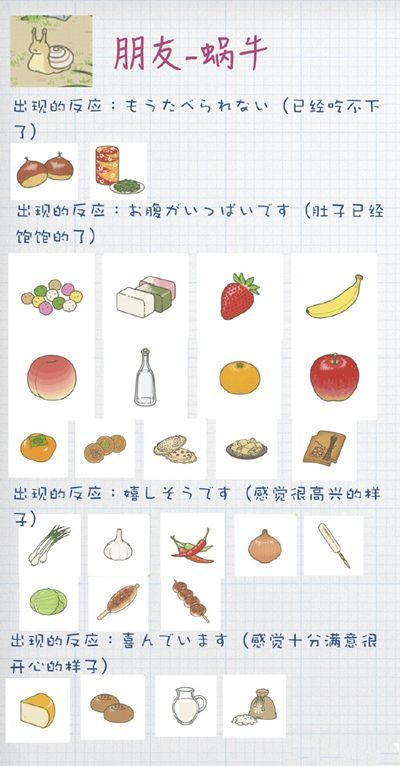 朋友-蜗牛
出现的反应：もうたべられない（已经吃不下
了）
出现的反应：お腹がいっぱいです（肚子已经
饱饱的了）
出现的反应：嬉しそうです（感觉很高兴的样
子）
出现的反应：喜んでいます（感觉十分满意很
开心的样子）
米